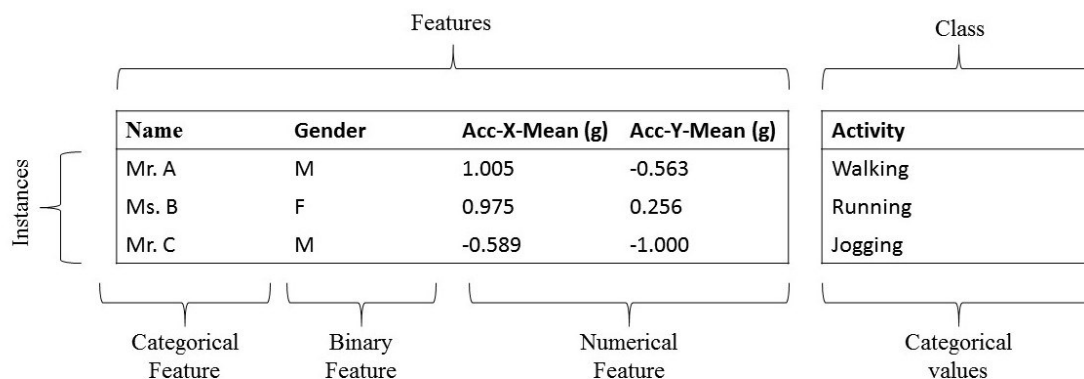 Features
Class
Name Gender Acc-X-Mean (g) Acc-Y-Mean (g) Activity
Mr. A M 1.005 -0.563 Walking
Ms. B F 0.975 0.256 Running
Mr. C M -0.589 -1.000 Jogging
Instances
Categorical
Feature
Binary
Feature
Numerical
Feature
Categorical
values